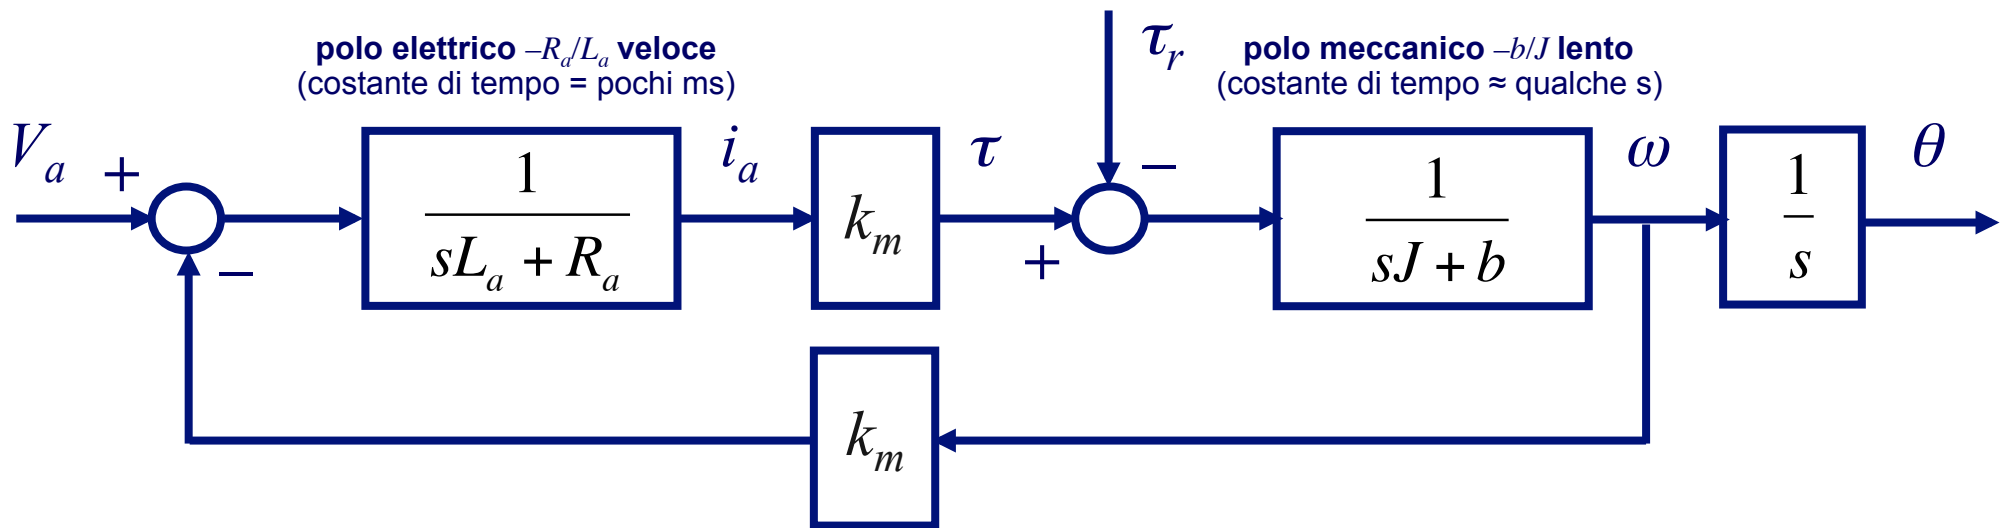 polo elettrico –Rₐ/Lₐ veloce
(costante di tempo = pochi ms)
τᵣ
polo meccanico –b/J lento
(costante di tempo ≈ qualche s)
Vₐ
+
–
1
sLₐ + Rₐ
iₐ
kₘ
τ
+
–
1
sJ + b
ω
1
s
θ
kₘ